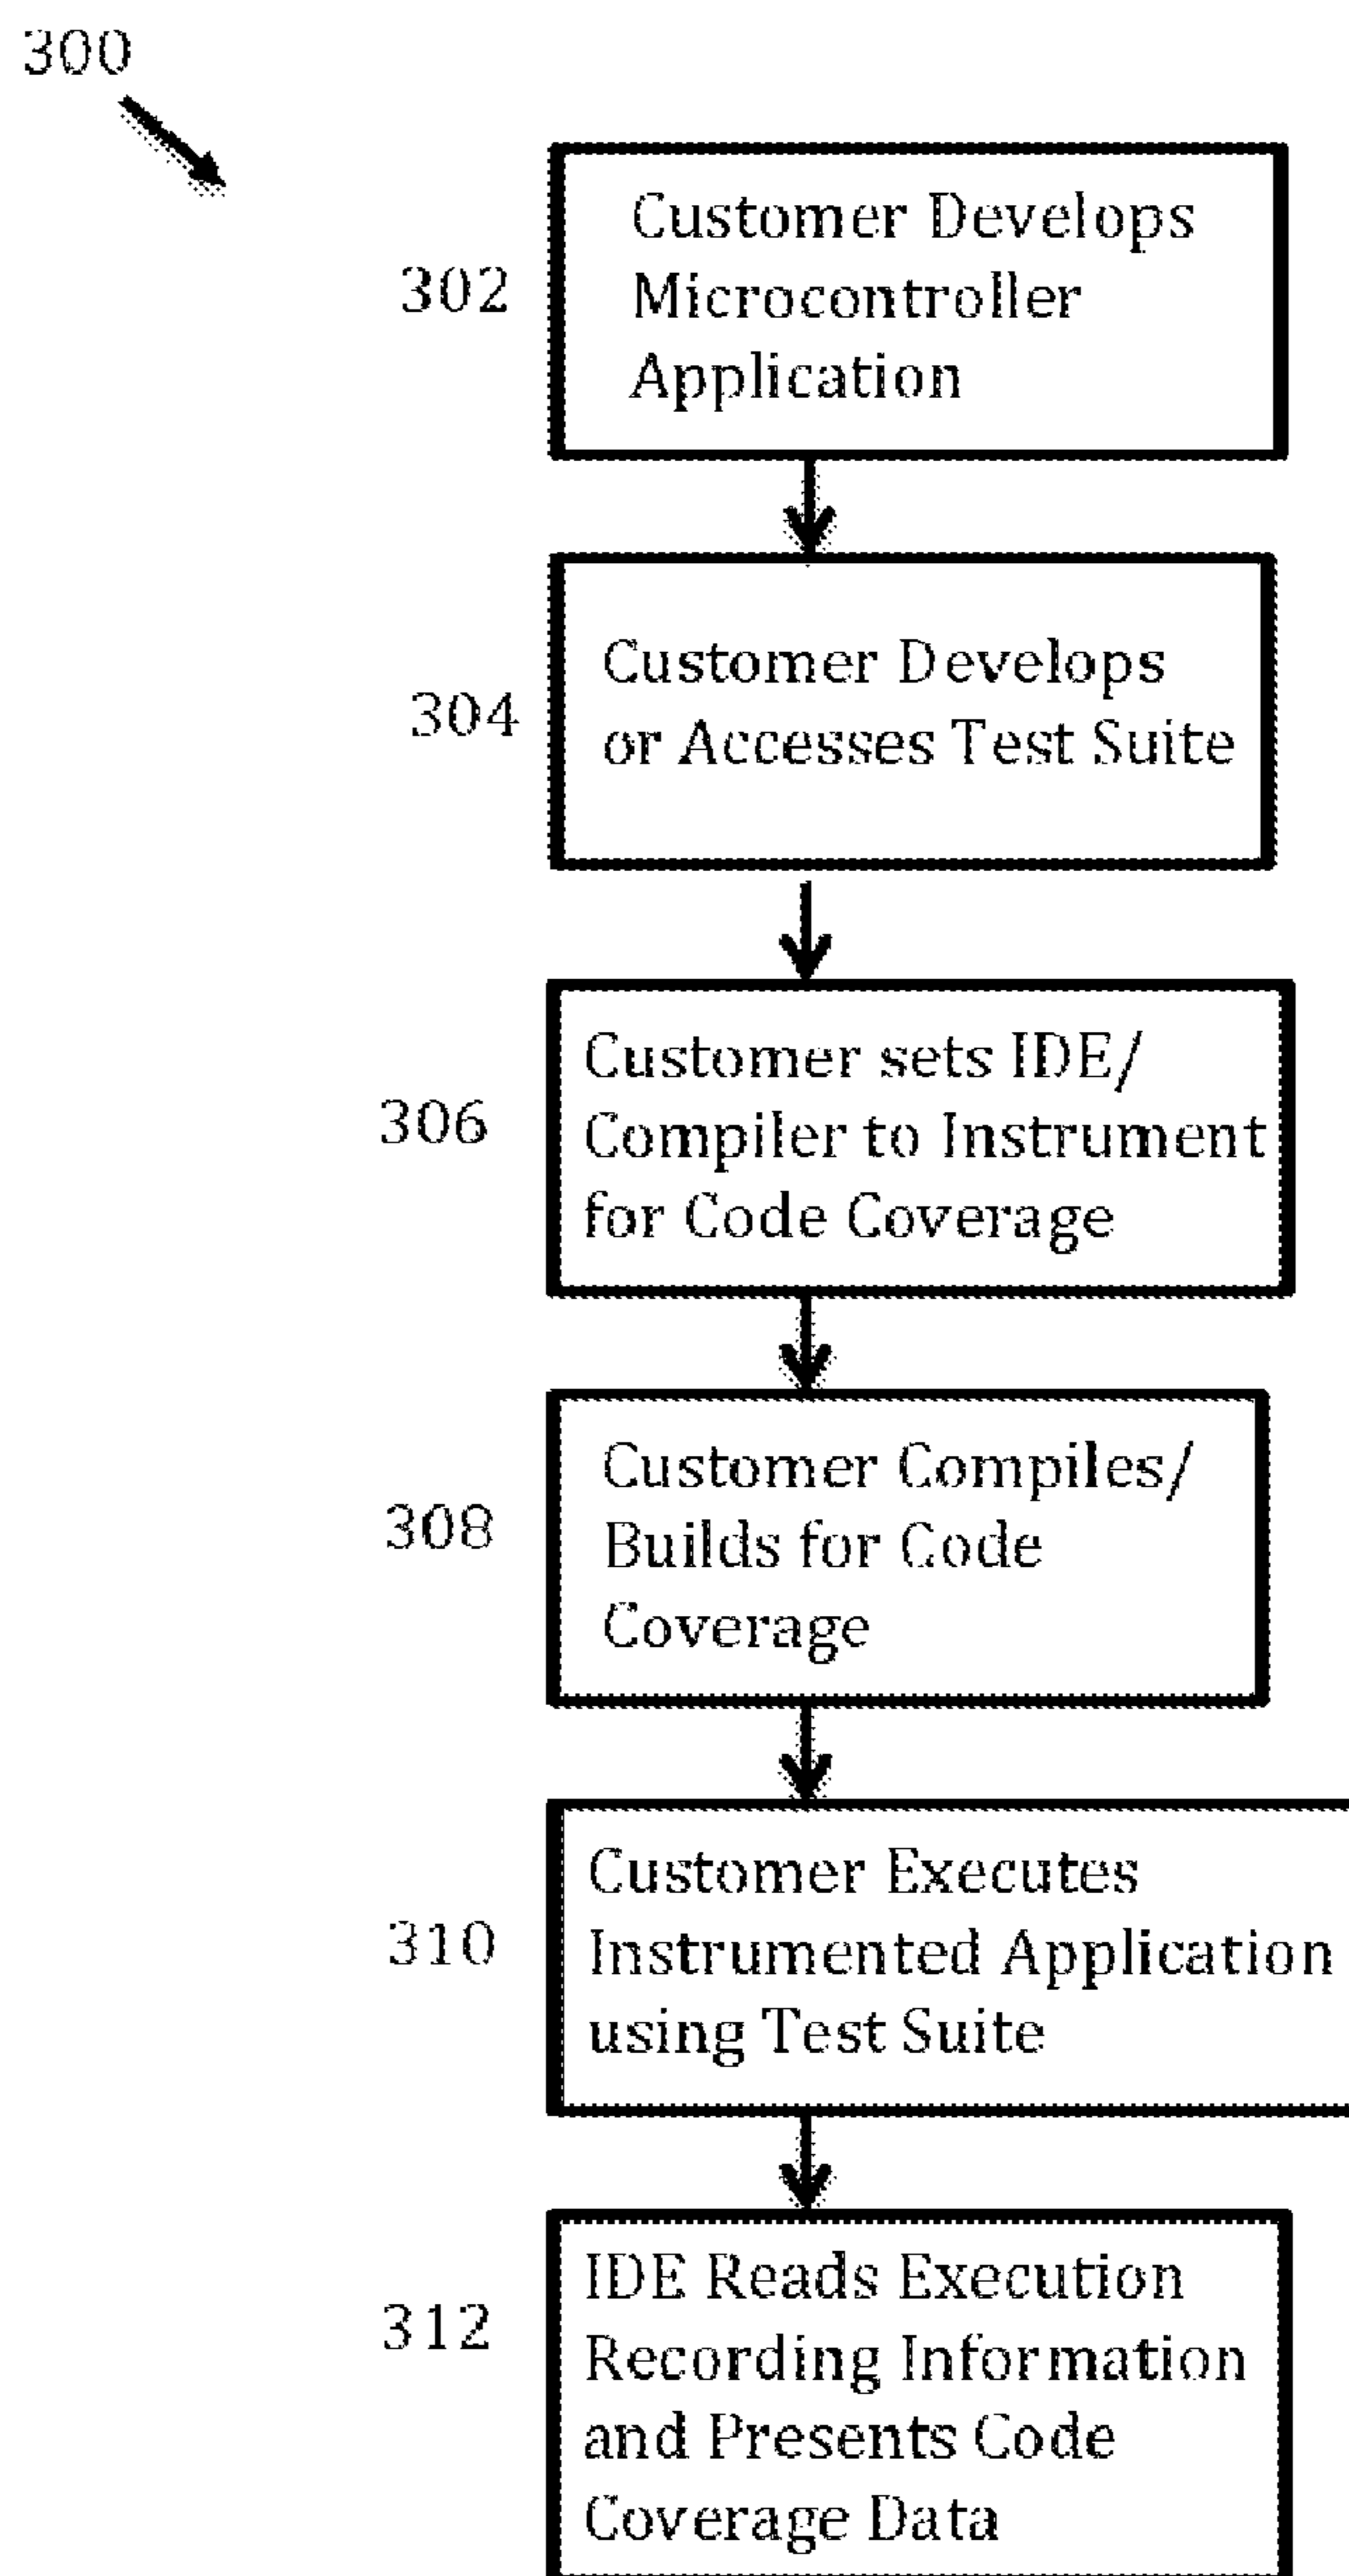 300
302
Customer Develops
Microcontroller
Application
304
Customer Develops
or Accesses Test Suite
306
Customer sets IDE/
Compiler to Instrument
for Code Coverage
308
Customer Compiles/
Builds for Code
Coverage
310
Customer Executes
Instrumented Application
using Test Suite
312
IDE Reads Execution
Recording Information
and Presents Code
Coverage Data